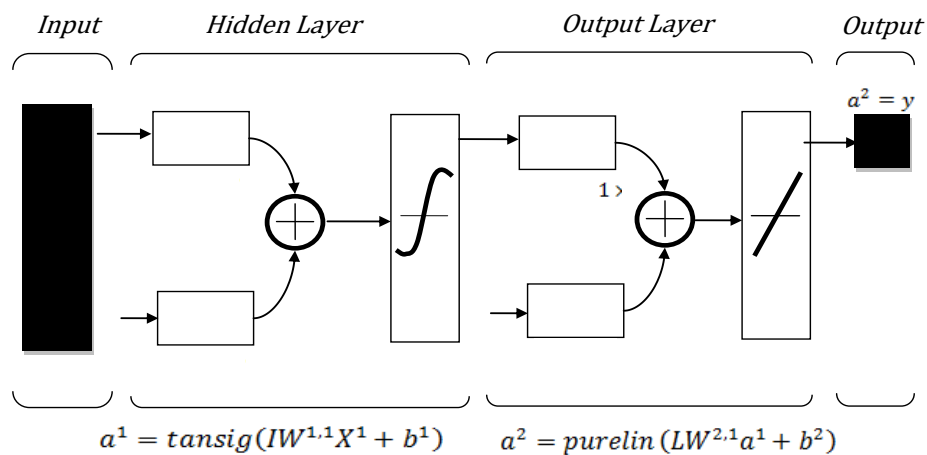 Input Hidden Layer Output Layer Output
a² = y
1 ›
a¹ = tansig(IW¹,¹X¹ + b¹) a² = purelin(LW²,¹a¹ + b²)